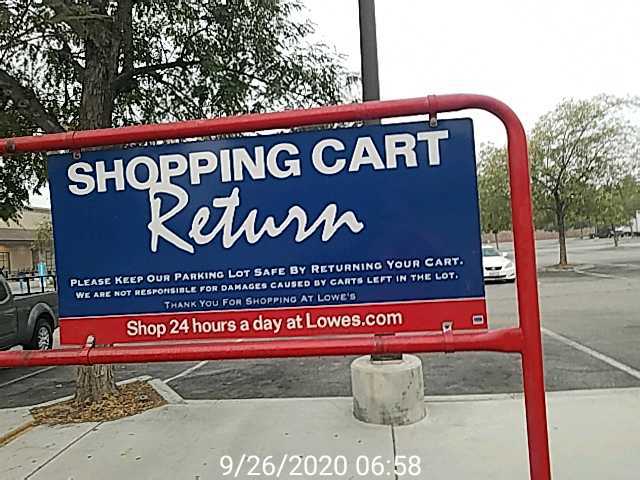 SHOPPING CART
Return
PLEASE KEEP OUR PARKING LOT SAFE BY RETURNING YOUR CART.
WE ARE NOT RESPONSIBLE FOR DAMAGES CAUSED BY CARTS LEFT IN THE LOT.
THANK YOU FOR SHOPPING AT LOWE'S
Shop 24 hours a day at Lowes.com
9/26/2020 06:58